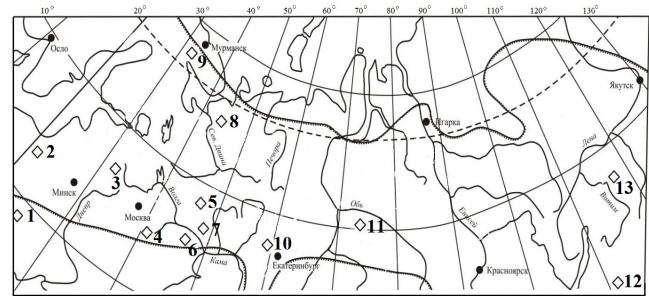 10° 20° 30° 40° 50° 60° 70° 80° 90° 100° 110° 120° 130°
Осло
Мурманск
9
Якутск
8
Игарка
Сев. Двина
Печора
2
3
Лена
Минск
Волга
5
13
Витим
1
Днепр
Москва
Обь
11
Енисей
4
6
7
10
Кама
Екатеринбург
Красноярск
12